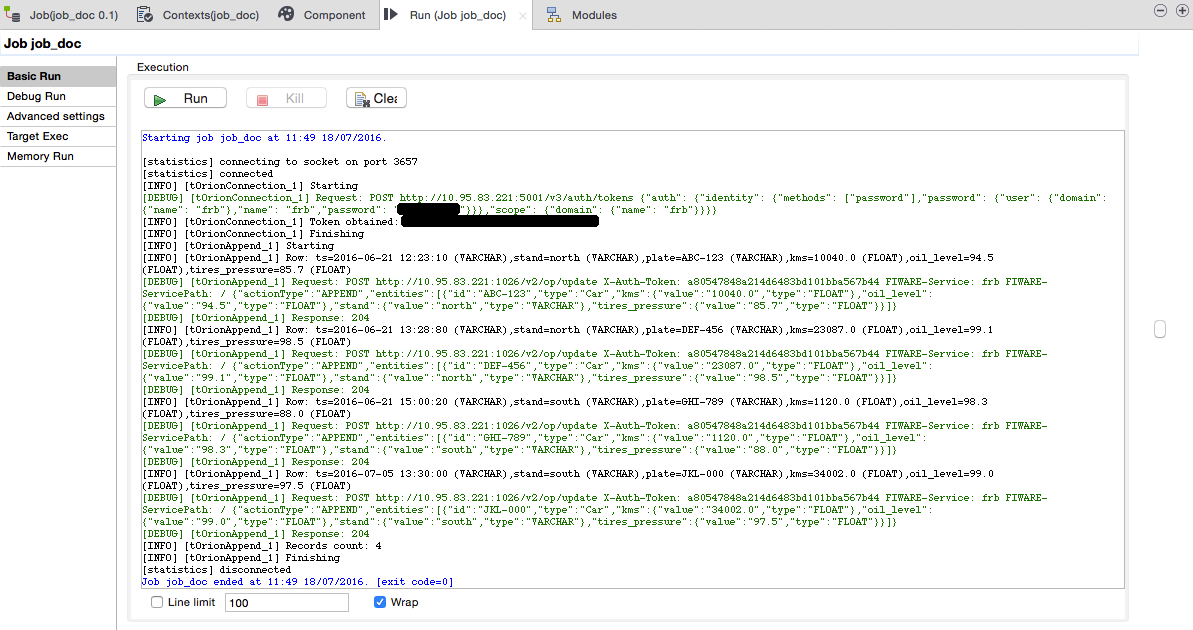 Job(job_doc 0.1) Contexts(job_doc) Component Run (Job job_doc) Modules
Job job_doc
Basic Run
Debug Run
Advanced settings
Target Exec
Memory Run
Execution
Run Kill Clea
Starting job job_doc at 11:49 18/07/2016.
[statistics] connecting to socket on port 3657
[statistics] connected
[INFO] [tOrionConnection_1] Starting
[DEBUG] [tOrionConnection_1] Request: POST http://10.95.83.221:5001/v3/auth/tokens {"auth": {"identity": {"methods": ["password"],"password": {"user": {"domain":
{"name": "frb"},"name": "frb","password": " "}}},"scope": {"domain": {"name": "frb"}}}}
[INFO] [tOrionConnection_1] Token obtained:
[INFO] [tOrionConnection_1] Finishing
[INFO] [tOrionAppend_1] Starting
[INFO] [tOrionAppend_1] Row: ts=2016-06-21 12:23:10 (VARCHAR),stand=north (VARCHAR),plate=ABC-123 (VARCHAR),kms=10040.0 (FLOAT),oil_level=94.5
(FLOAT),tires_pressure=85.7 (FLOAT)
[DEBUG] [tOrionAppend_1] Request: POST http://10.95.83.221:1026/v2/op/update X-Auth-Token: a80547848a214d6483bd101bba567b44 FIWARE-Service: frb FIWARE-
ServicePath: / {"actionType":"APPEND","entities":[{"id":"ABC-123","type":"Car","kms":{"value":"10040.0","type":"FLOAT"},"oil_level":
{"value":"94.5","type":"FLOAT"},"stand":{"value":"north","type":"VARCHAR"},"tires_pressure":{"value":"85.7","type":"FLOAT"}}]}
[DEBUG] [tOrionAppend_1] Response: 204
[INFO] [tOrionAppend_1] Row: ts=2016-06-21 13:28:80 (VARCHAR),stand=north (VARCHAR),plate=DEF-456 (VARCHAR),kms=23087.0 (FLOAT),oil_level=99.1
(FLOAT),tires_pressure=98.5 (FLOAT)
[DEBUG] [tOrionAppend_1] Request: POST http://10.95.83.221:1026/v2/op/update X-Auth-Token: a80547848a214d6483bd101bba567b44 FIWARE-Service: frb FIWARE-
ServicePath: / {"actionType":"APPEND","entities":[{"id":"DEF-456","type":"Car","kms":{"value":"23087.0","type":"FLOAT"},"oil_level":
{"value":"99.1","type":"FLOAT"},"stand":{"value":"north","type":"VARCHAR"},"tires_pressure":{"value":"98.5","type":"FLOAT"}}]}
[DEBUG] [tOrionAppend_1] Response: 204
[INFO] [tOrionAppend_1] Row: ts=2016-06-21 15:00:20 (VARCHAR),stand=south (VARCHAR),plate=GHI-789 (VARCHAR),kms=1120.0 (FLOAT),oil_level=98.3
(FLOAT),tires_pressure=88.0 (FLOAT)
[DEBUG] [tOrionAppend_1] Request: POST http://10.95.83.221:1026/v2/op/update X-Auth-Token: a80547848a214d6483bd101bba567b44 FIWARE-Service: frb FIWARE-
ServicePath: / {"actionType":"APPEND","entities":[{"id":"GHI-789","type":"Car","kms":{"value":"1120.0","type":"FLOAT"},"oil_level":
{"value":"98.3","type":"FLOAT"},"stand":{"value":"south","type":"VARCHAR"},"tires_pressure":{"value":"88.0","type":"FLOAT"}}]}
[DEBUG] [tOrionAppend_1] Response: 204
[INFO] [tOrionAppend_1] Row: ts=2016-07-05 13:30:00 (VARCHAR),stand=south (VARCHAR),plate=JKL-000 (VARCHAR),kms=34002.0 (FLOAT),oil_level=99.0
(FLOAT),tires_pressure=97.5 (FLOAT)
[DEBUG] [tOrionAppend_1] Request: POST http://10.95.83.221:1026/v2/op/update X-Auth-Token: a80547848a214d6483bd101bba567b44 FIWARE-Service: frb FIWARE-
ServicePath: / {"actionType":"APPEND","entities":[{"id":"JKL-000","type":"Car","kms":{"value":"34002.0","type":"FLOAT"},"oil_level":
{"value":"99.0","type":"FLOAT"},"stand":{"value":"south","type":"VARCHAR"},"tires_pressure":{"value":"97.5","type":"FLOAT"}}]}
[DEBUG] [tOrionAppend_1] Response: 204
[INFO] [tOrionAppend_1] Records count: 4
[INFO] [tOrionAppend_1] Finishing
[statistics] disconnected
Job job_doc ended at 11:49 18/07/2016. [exit code=0]
Line limit 100 Wrap